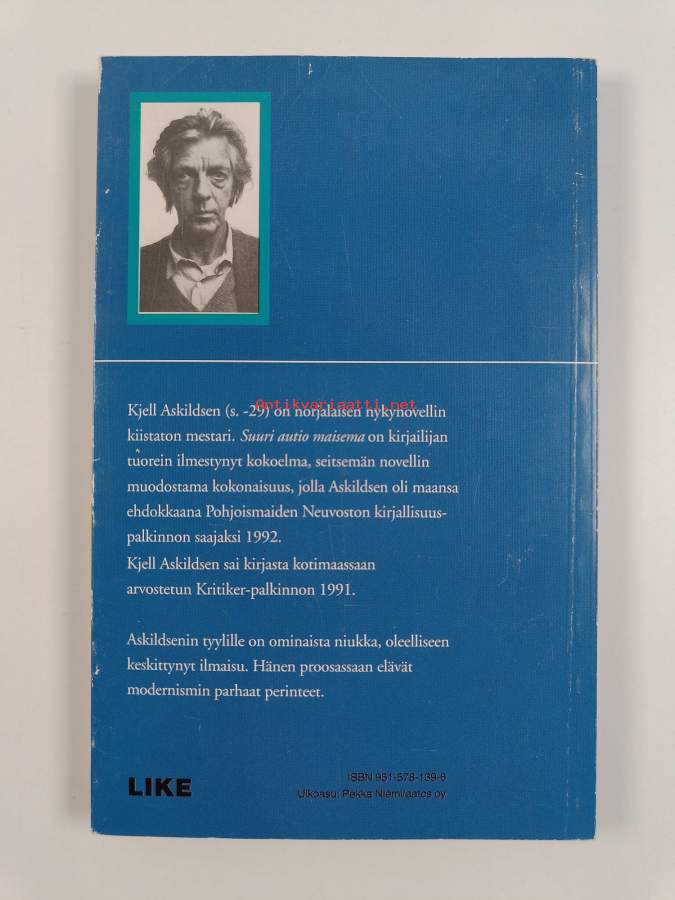 Antikvariaatti.net
Kjell Askildsen (s. -29) on norjalaisen nykynovellin
kiistaton mestari. Suuri autio maisema on kirjailijan
tuorein ilmestynyt kokoelma, seitsemän novellin
muodostama kokonaisuus, jolla Askildsen oli maansa
ehdokkaana Pohjoismaiden Neuvoston kirjallisuus-
palkinnon saajaksi 1992.
Kjell Askildsen sai kirjasta kotimaassaan
arvostetun Kritiker-palkinnon 1991.
Askildsenin tyylille on ominaista niukka, oleelliseen
keskittynyt ilmaisu. Hänen proosassaan elävät
modernismin parhaat perinteet.
LIKE
ISBN 951-578-139-6
Ulkoasu: Pekka Niemi/aatos oy